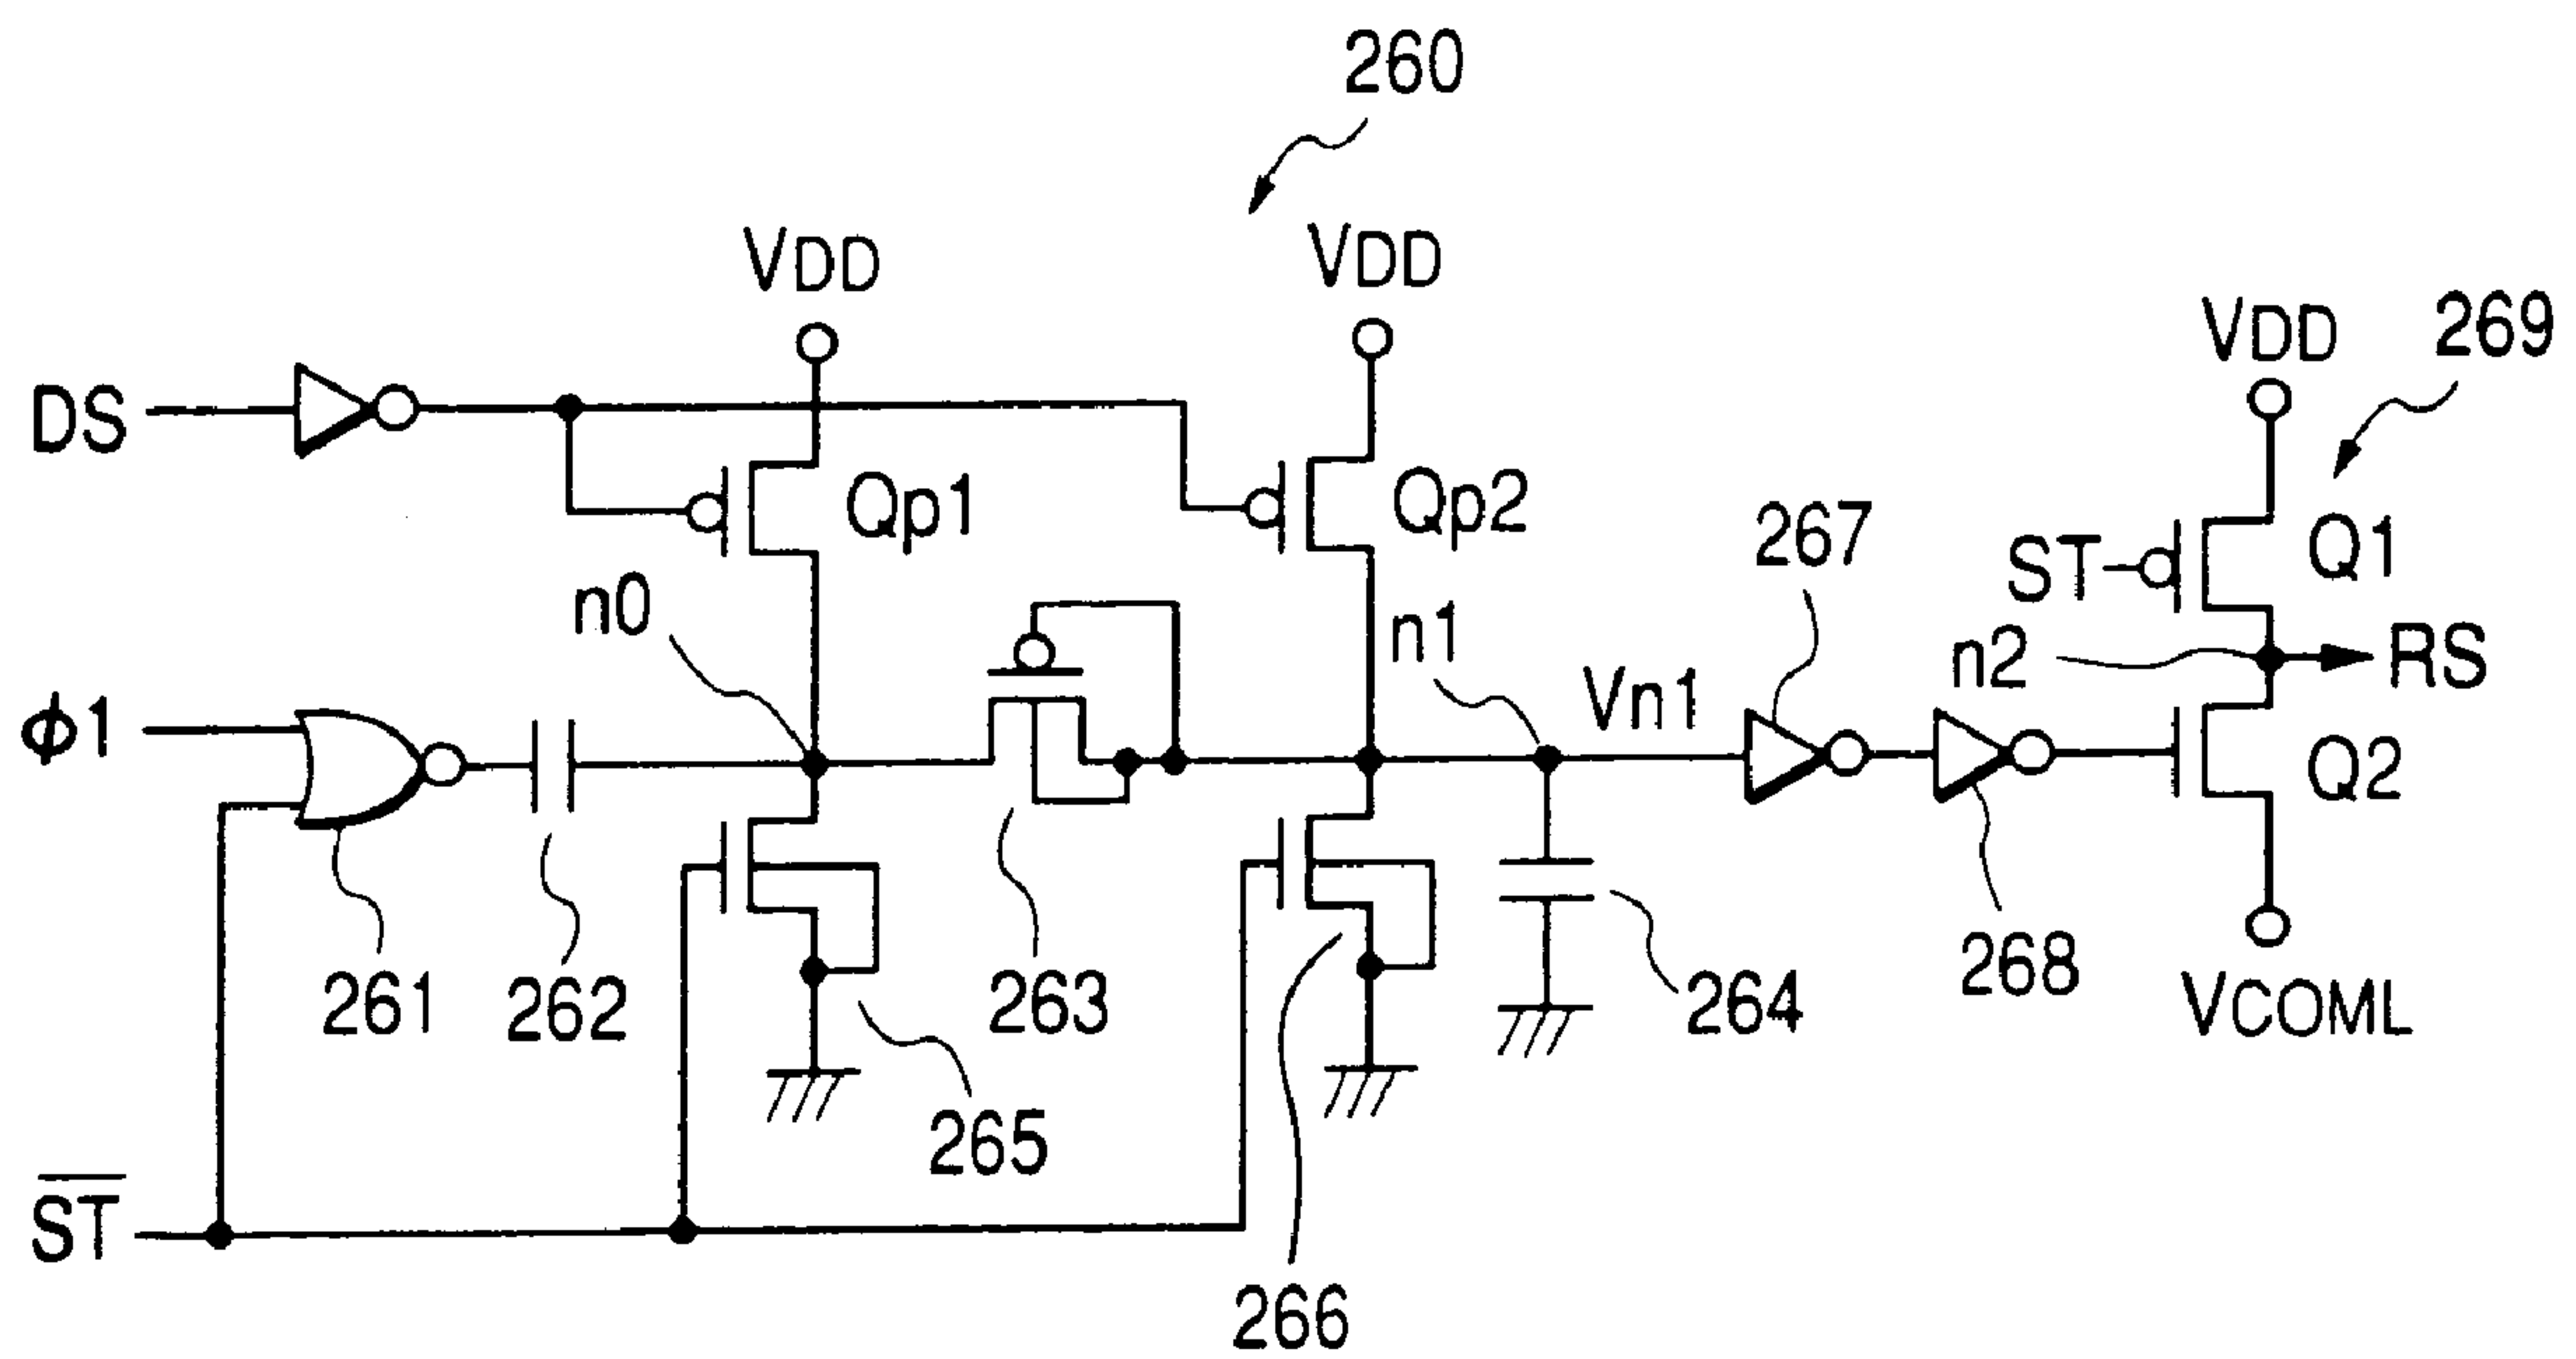 260
VDD
VDD
VDD
269
DS
Qp1
Qp2
267
ST
Q1
n0
n1
Vn1
n2
RS
φ1
Q2
261
262
263
264
268
VCOML
265
S̅T̅
266